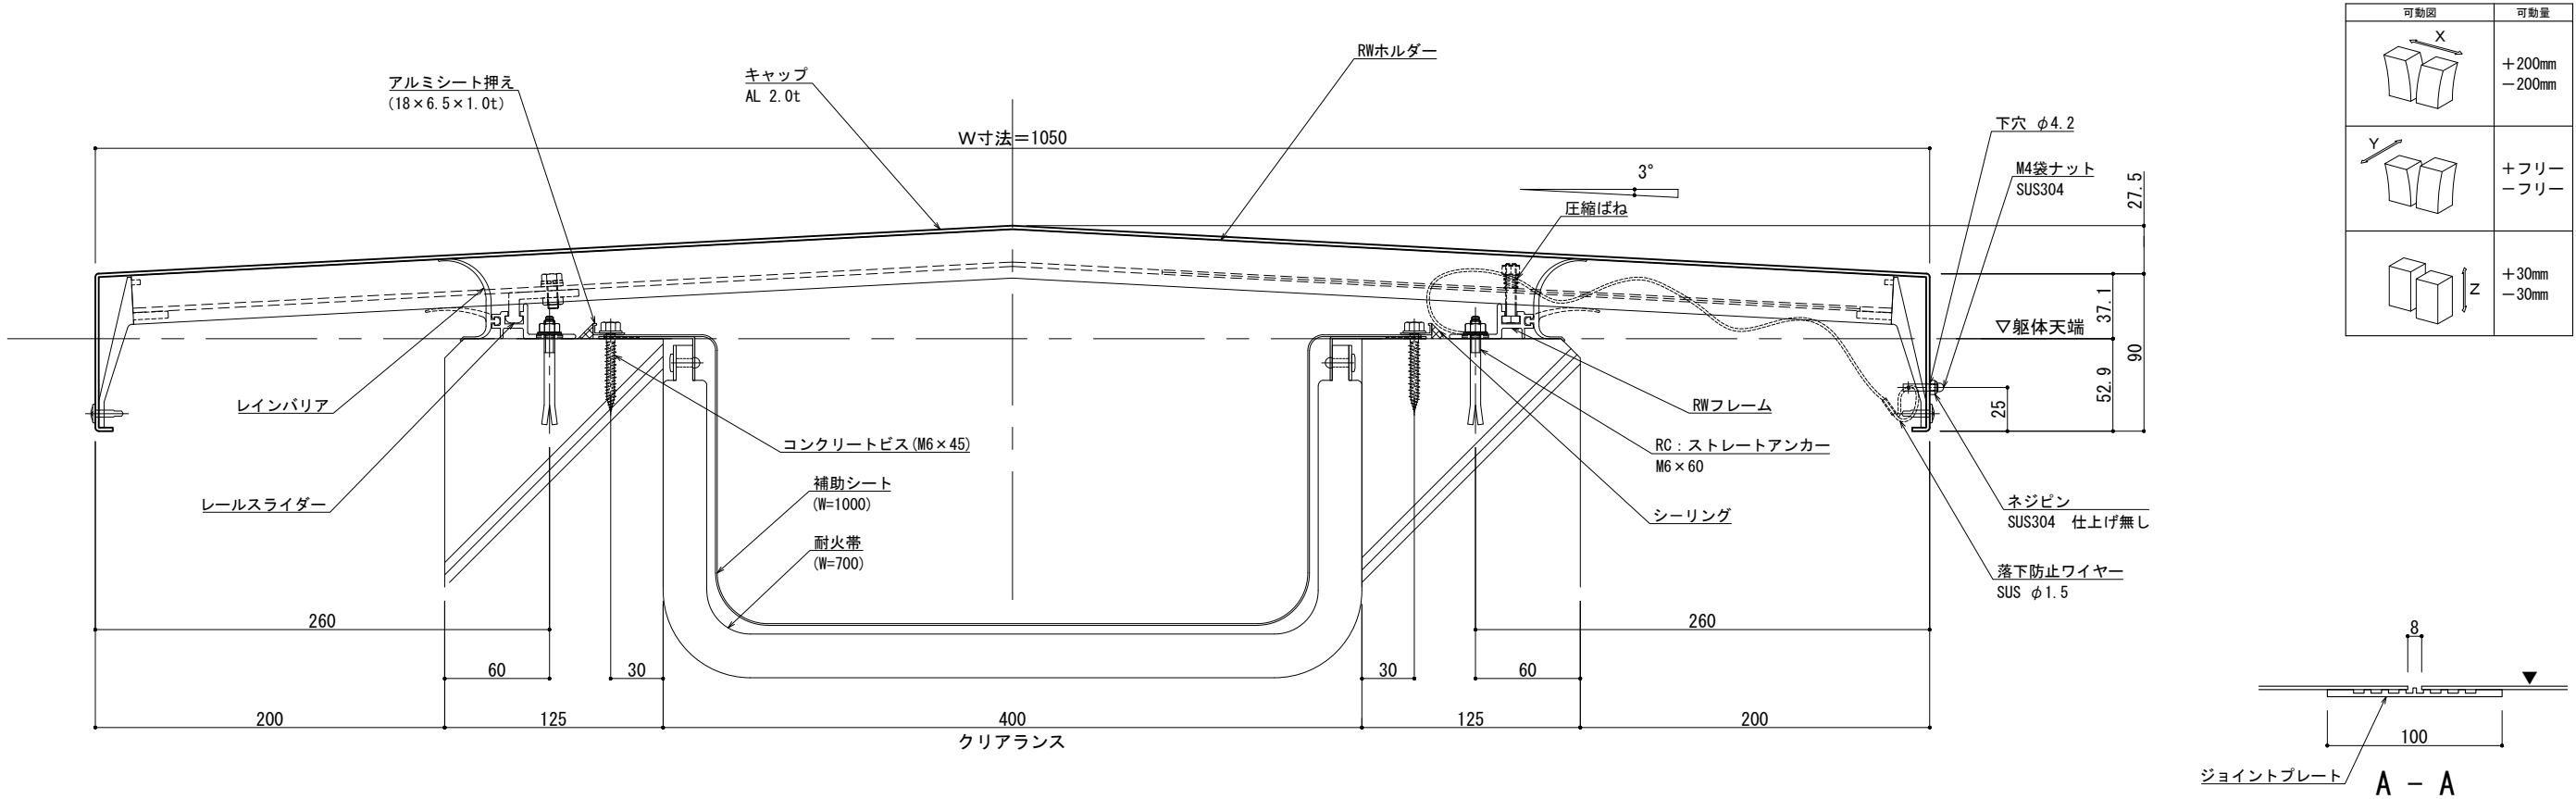 可動図
可動量
X
+200mm
−200mm
Y
+フリー
−フリー
Z
+30mm
−30mm
アルミシート押え
(18×6.5×1.0t)
キャップ
AL 2.0t
RWホルダー
W寸法=1050
下穴 φ4.2
M4袋ナット
SUS304
3°
圧縮ばね
27.5
37.1
90
52.9
25
▽躯体天端
レインバリア
レールスライダー
コンクリートビス(M6×45)
補助シート
(W=1000)
耐火帯
(W=700)
RWフレーム
RC：ストレートアンカー
M6×60
シーリング
ネジピン
SUS304 仕上げ無し
落下防止ワイヤー
SUS φ1.5
260
260
60
30
30
60
200
125
400
125
200
クリアランス
8
100
ジョイントプレート
A − A